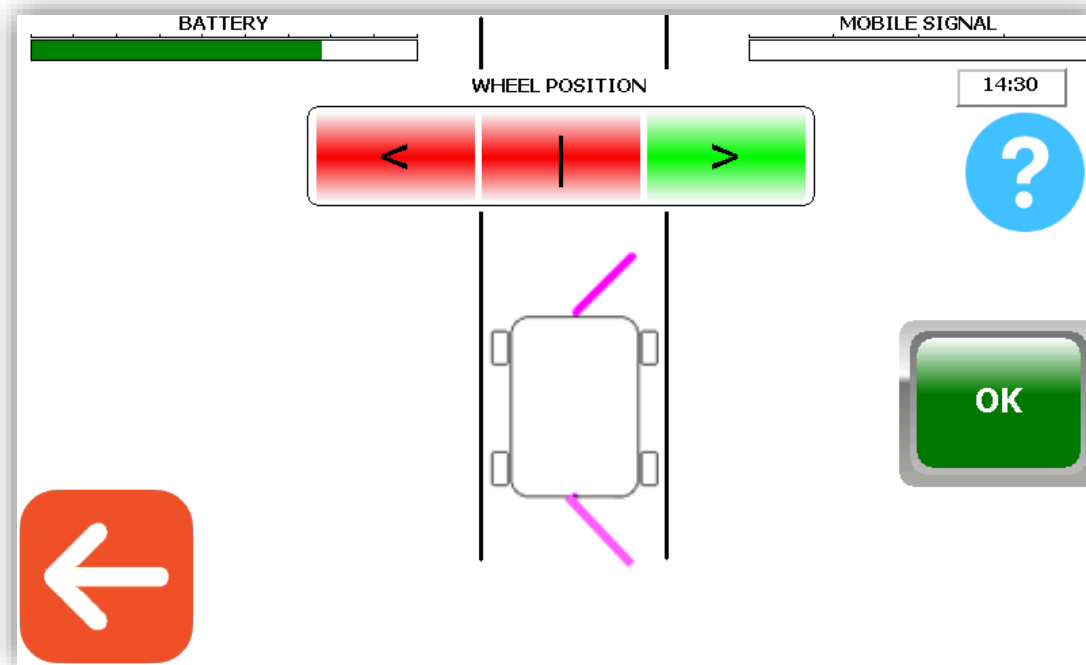 BATTERY
MOBILE SIGNAL
WHEEL POSITION
14:30
< | >
?
OK